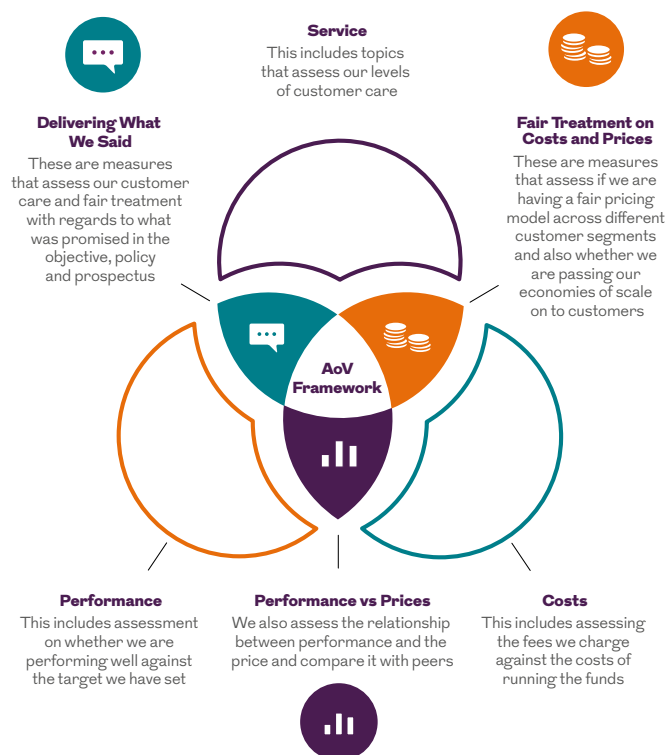 Service
This includes topics
that assess our levels
of customer care
Delivering What
We Said
These are measures
that assess our customer
care and fair treatment
with regards to what
was promised in the
objective, policy
and prospectus
Fair Treatment on
Costs and Prices
These are measures
that assess if we are
having a fair pricing
model across different
customer segments
and also whether we
are passing our
economies of scale
on to customers
AoV
Framework
Performance
This includes assessment
on whether we are
performing well against
the target we have set
Performance vs Prices
We also assess the relationship
between performance and the
price and compare it with peers
Costs
This includes assessing
the fees we charge
against the costs of
running the funds